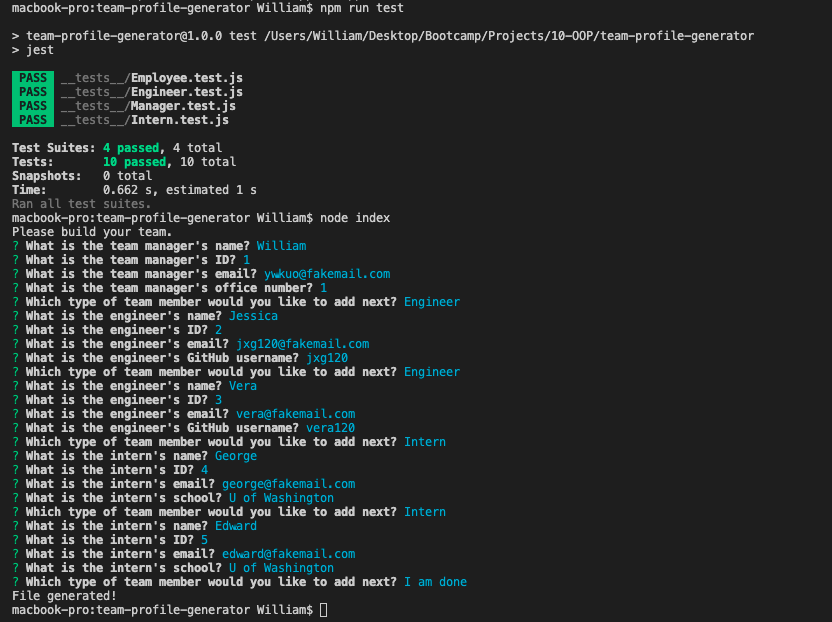 macbook-pro:team-profile-generator William$ npm run test
> team-profile-generator@1.0.0 test /Users/William/Desktop/Bootcamp/Projects/10-OOP/team-profile-generator
> jest
PASS __tests__/Employee.test.js
PASS __tests__/Engineer.test.js
PASS __tests__/Manager.test.js
PASS __tests__/Intern.test.js
Test Suites: 4 passed, 4 total
Tests: 10 passed, 10 total
Snapshots: 0 total
Time: 0.662 s, estimated 1 s
Ran all test suites.
macbook-pro:team-profile-generator William$ node index
Please build your team.
? What is the team manager's name? William
? What is the team manager's ID? 1
? What is the team manager's email? ywkuo@fakemail.com
? What is the team manager's office number? 1
? Which type of team member would you like to add next? Engineer
? What is the engineer's name? Jessica
? What is the engineer's ID? 2
? What is the engineer's email? jxg120@fakemail.com
? What is the engineer's GitHub username? jxg120
? Which type of team member would you like to add next? Engineer
? What is the engineer's name? Vera
? What is the engineer's ID? 3
? What is the engineer's email? vera@fakemail.com
? What is the engineer's GitHub username? vera120
? Which type of team member would you like to add next? Intern
? What is the intern's name? George
? What is the intern's ID? 4
? What is the intern's email? george@fakemail.com
? What is the intern's school? U of Washington
? Which type of team member would you like to add next? Intern
? What is the intern's name? Edward
? What is the intern's ID? 5
? What is the intern's email? edward@fakemail.com
? What is the intern's school? U of Washington
? Which type of team member would you like to add next? I am done
File generated!
macbook-pro:team-profile-generator William$